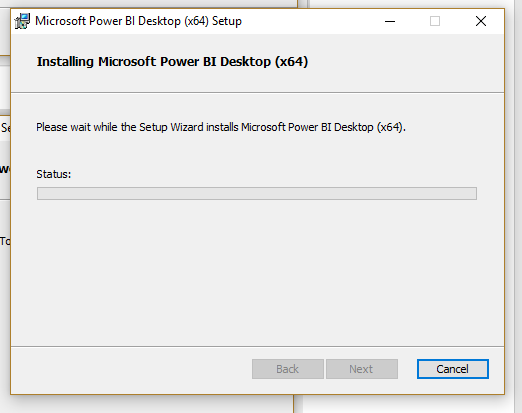 Microsoft Power BI Desktop (x64) Setup
Installing Microsoft Power BI Desktop (x64)
Please wait while the Setup Wizard installs Microsoft Power BI Desktop (x64).
Se
To
Status:
Back Next Cancel